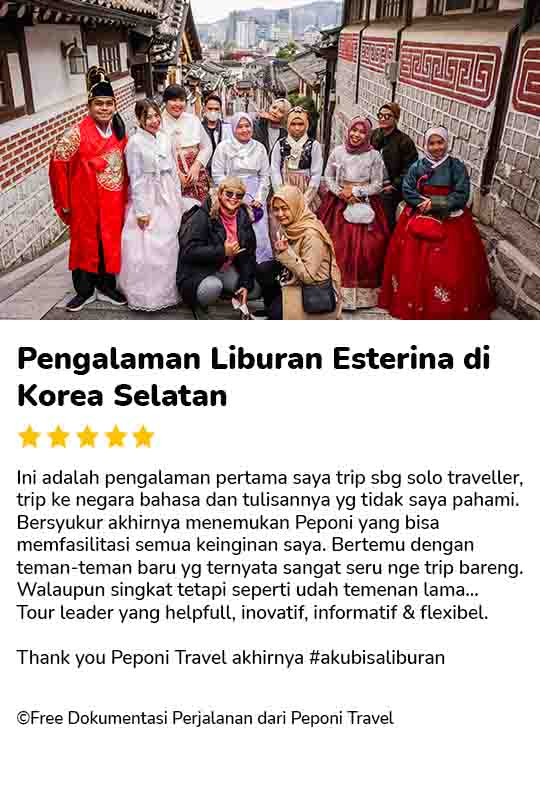 Pengalaman Liburan Esterina di
Korea Selatan
Ini adalah pengalaman pertama saya trip sbg solo traveller,
trip ke negara bahasa dan tulisannya yg tidak saya pahami.
Bersyukur akhirnya menemukan Peponi yang bisa
memfasilitasi semua keinginan saya. Bertemu dengan
teman-teman baru yg ternyata sangat seru nge trip bareng.
Walaupun singkat tetapi seperti udah temenan lama...
Tour leader yang helpfull, inovatif, informatif & flexibel.
Thank you Peponi Travel akhirnya #akubisaliburan
©Free Dokumentasi Perjalanan dari Peponi Travel